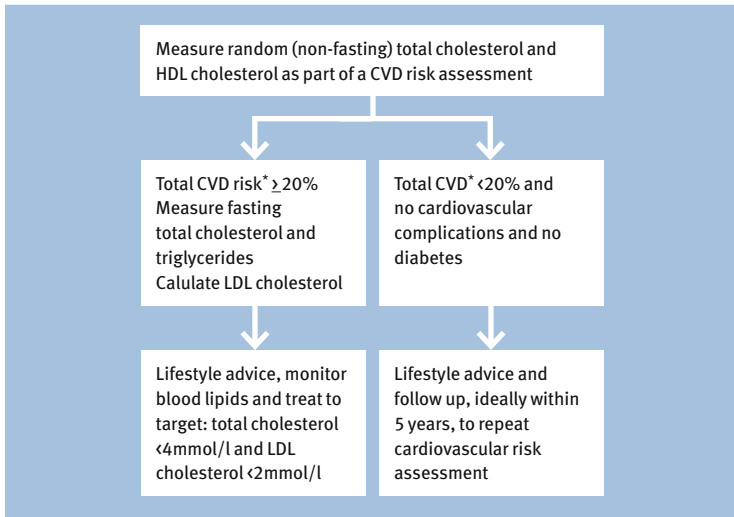 Measure random (non-fasting) total cholesterol and
HDL cholesterol as part of a CVD risk assessment
Total CVD risk* ≥20%
Measure fasting
total cholesterol and
triglycerides
Calulate LDL cholesterol
Total CVD* <20% and
no cardiovascular
complications and no
diabetes
Lifestyle advice, monitor
blood lipids and treat to
target: total cholesterol
<4mmol/l and LDL
cholesterol <2mmol/l
Lifestyle advice and
follow up, ideally within
5 years, to repeat
cardiovascular risk
assessment